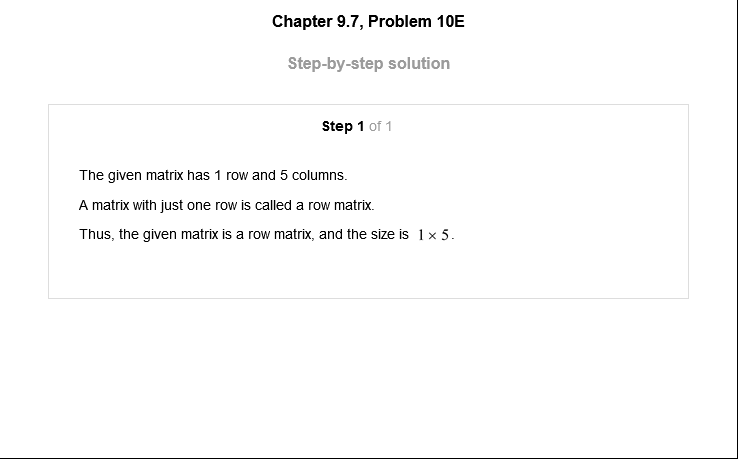 Chapter 9.7, Problem 10E
Step-by-step solution
Step 1 of 1
The given matrix has 1 row and 5 columns.
A matrix with just one row is called a row matrix.
Thus, the given matrix is a row matrix, and the size is 1 × 5.